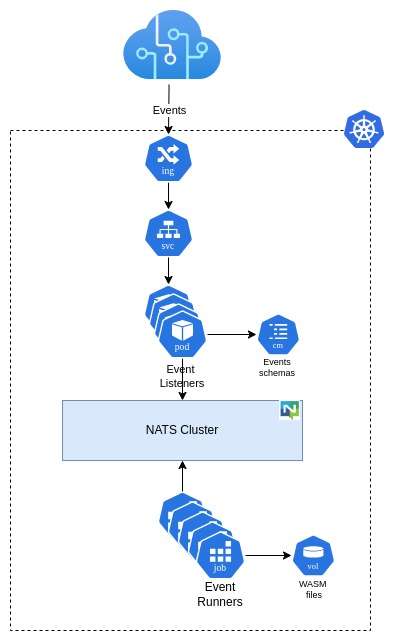 Events
ing
svc
pod
Event
Listeners
cm
Events
schemas
NATS Cluster
N
job
Event
Runners
vol
WASM
files